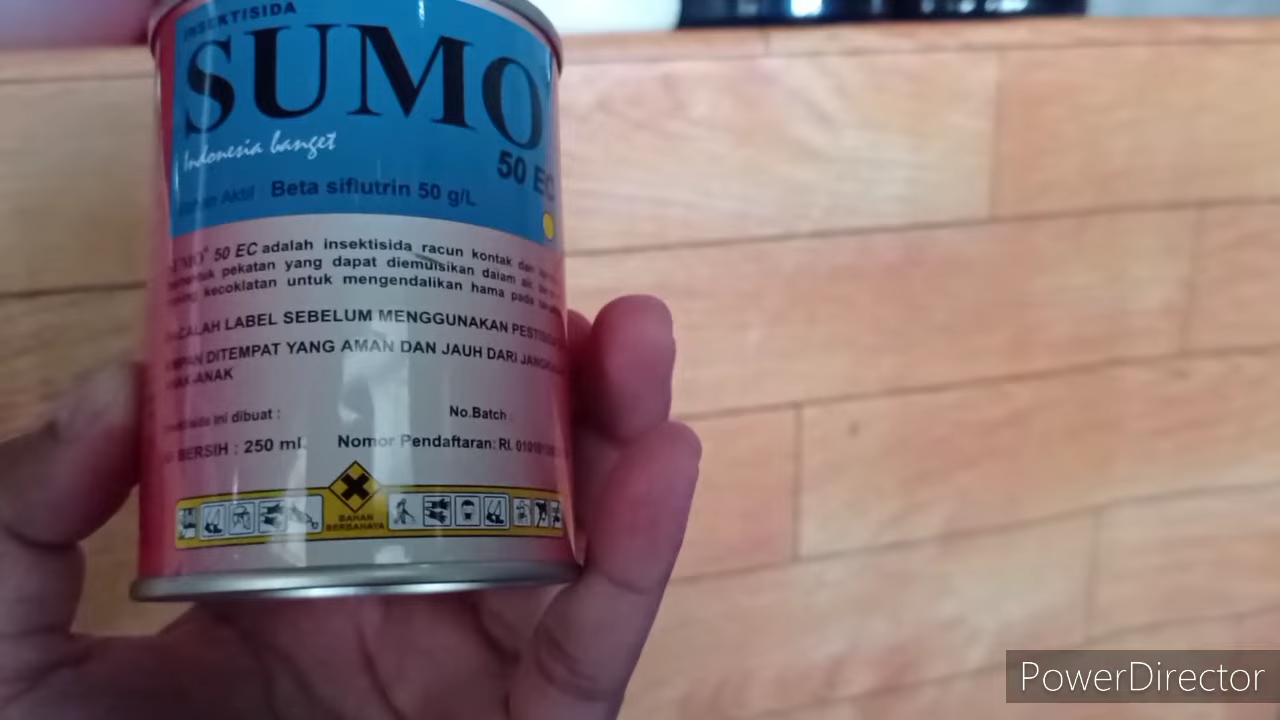 INSEKTISIDA
SUMO
Indonesia banget
50 EC
Aktif : Beta siflutrin 50 g/L
50 EC adalah insektisida racun kontak dan
pekatan yang dapat diemulsikan dalam air
kecoklatan untuk mengendalikan hama pada
LABEL SEBELUM MENGGUNAKAN
DITEMPAT YANG AMAN DAN JAUH DARI
ANAK
ini dibuat :
No.Batch :
BERSIH : 250 ml
Nomor Pendaftaran: RI.
BAHAN
BERBAHAYA
PowerDirector